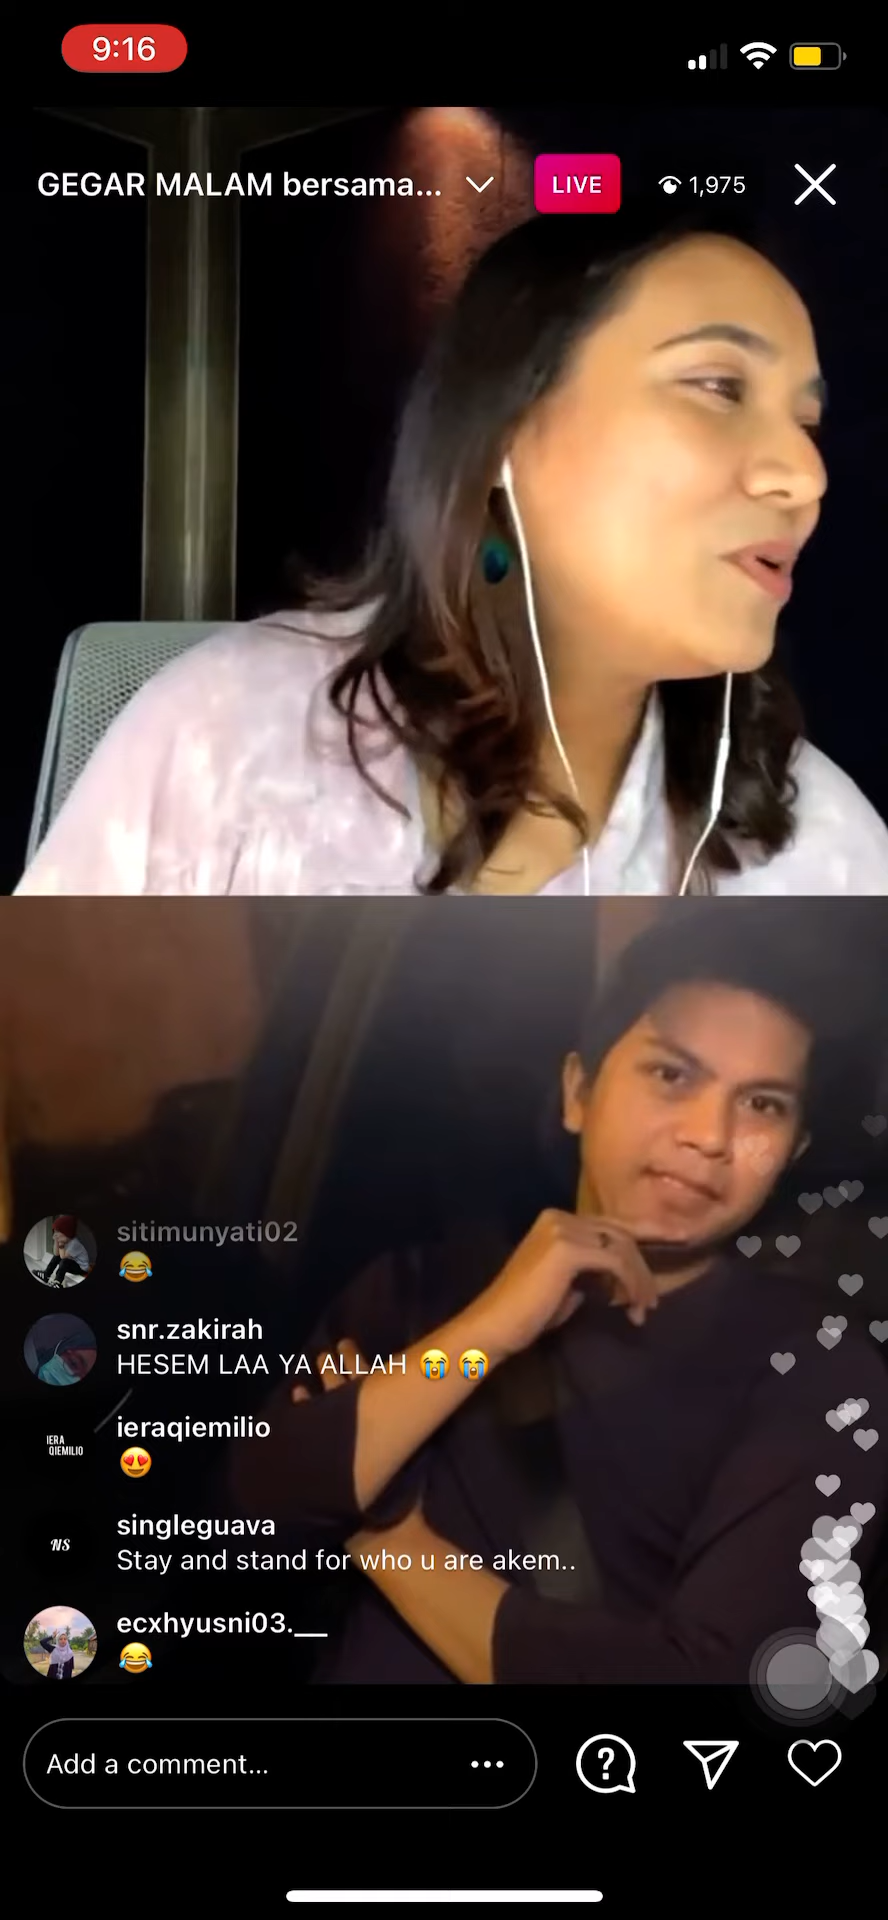 9:16
GEGAR MALAM bersama...
LIVE
1,975
sitimunyati02
😂
snr.zakirah
HESEM LAA YA ALLAH 😭 😭
IERA
QIEMILIO
ieraqiemilio
😍
NS
singleguava
Stay and stand for who u are akem..
ecxhyusni03.__
😂
Add a comment...